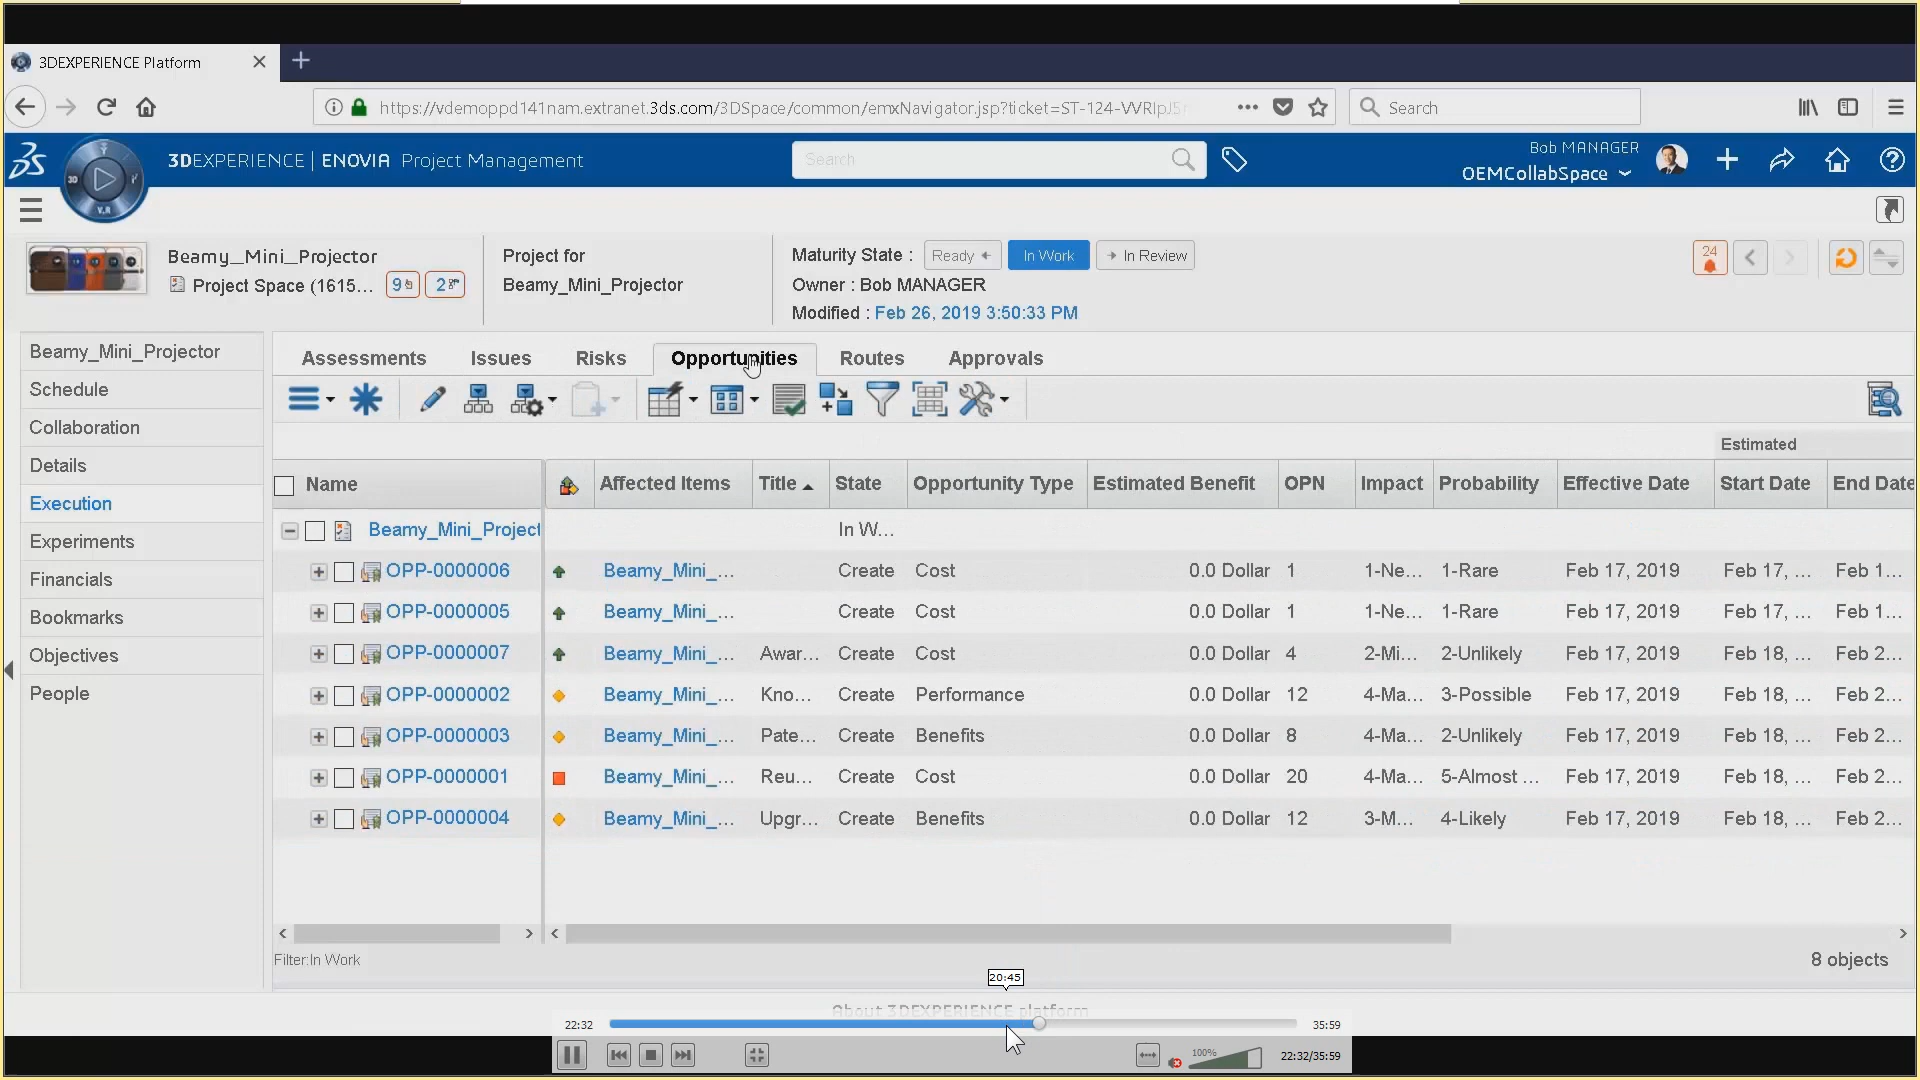 3DEXPERIENCE Platform
https://vdemoppd141nam.extranet.3ds.com/3DSpace/common/emxNavigator.jsp?ticket=ST-124-
Search
3DEXPERIENCE | ENOVIA Project Management
Search
Bob MANAGER
OEMCollabSpace
3D
V.R
Beamy_Mini_Projector
Project Space (1615...
9
2
Project for
Beamy_Mini_Projector
Maturity State : Ready In Work In Review
Owner : Bob MANAGER
Modified : Feb 26, 2019 3:50:33 PM
24
Beamy_Mini_Projector
Schedule
Collaboration
Details
Execution
Experiments
Financials
Bookmarks
Objectives
People
Assessments Issues Risks Opportunities Routes Approvals
Estimated
Name Affected Items Title State Opportunity Type Estimated Benefit OPN Impact Probability Effective Date Start Date End Date
Beamy_Mini_Project In W...
OPP-0000006 Beamy_Mini_... Create Cost 0.0 Dollar 1 1-Ne... 1-Rare Feb 17, 2019 Feb 17, ... Feb 1...
OPP-0000005 Beamy_Mini_... Create Cost 0.0 Dollar 1 1-Ne... 1-Rare Feb 17, 2019 Feb 17, ... Feb 1...
OPP-0000007 Beamy_Mini_... Awar... Create Cost 0.0 Dollar 4 2-Mi... 2-Unlikely Feb 17, 2019 Feb 18, ... Feb 2...
OPP-0000002 Beamy_Mini_... Kno... Create Performance 0.0 Dollar 12 4-Ma... 3-Possible Feb 17, 2019 Feb 18, ... Feb 2...
OPP-0000003 Beamy_Mini_... Pate... Create Benefits 0.0 Dollar 8 4-Ma... 2-Unlikely Feb 17, 2019 Feb 18, ... Feb 2...
OPP-0000001 Beamy_Mini_... Reu... Create Cost 0.0 Dollar 20 4-Ma... 5-Almost ... Feb 17, 2019 Feb 18, ... Feb 2...
OPP-0000004 Beamy_Mini_... Upgr... Create Benefits 0.0 Dollar 12 3-M... 4-Likely Feb 17, 2019 Feb 18, ... Feb 2...
Filter:In Work
8 objects
20:45
About 3DEXPERIENCE platform
22:32
35:59
100%
22:32/35:59